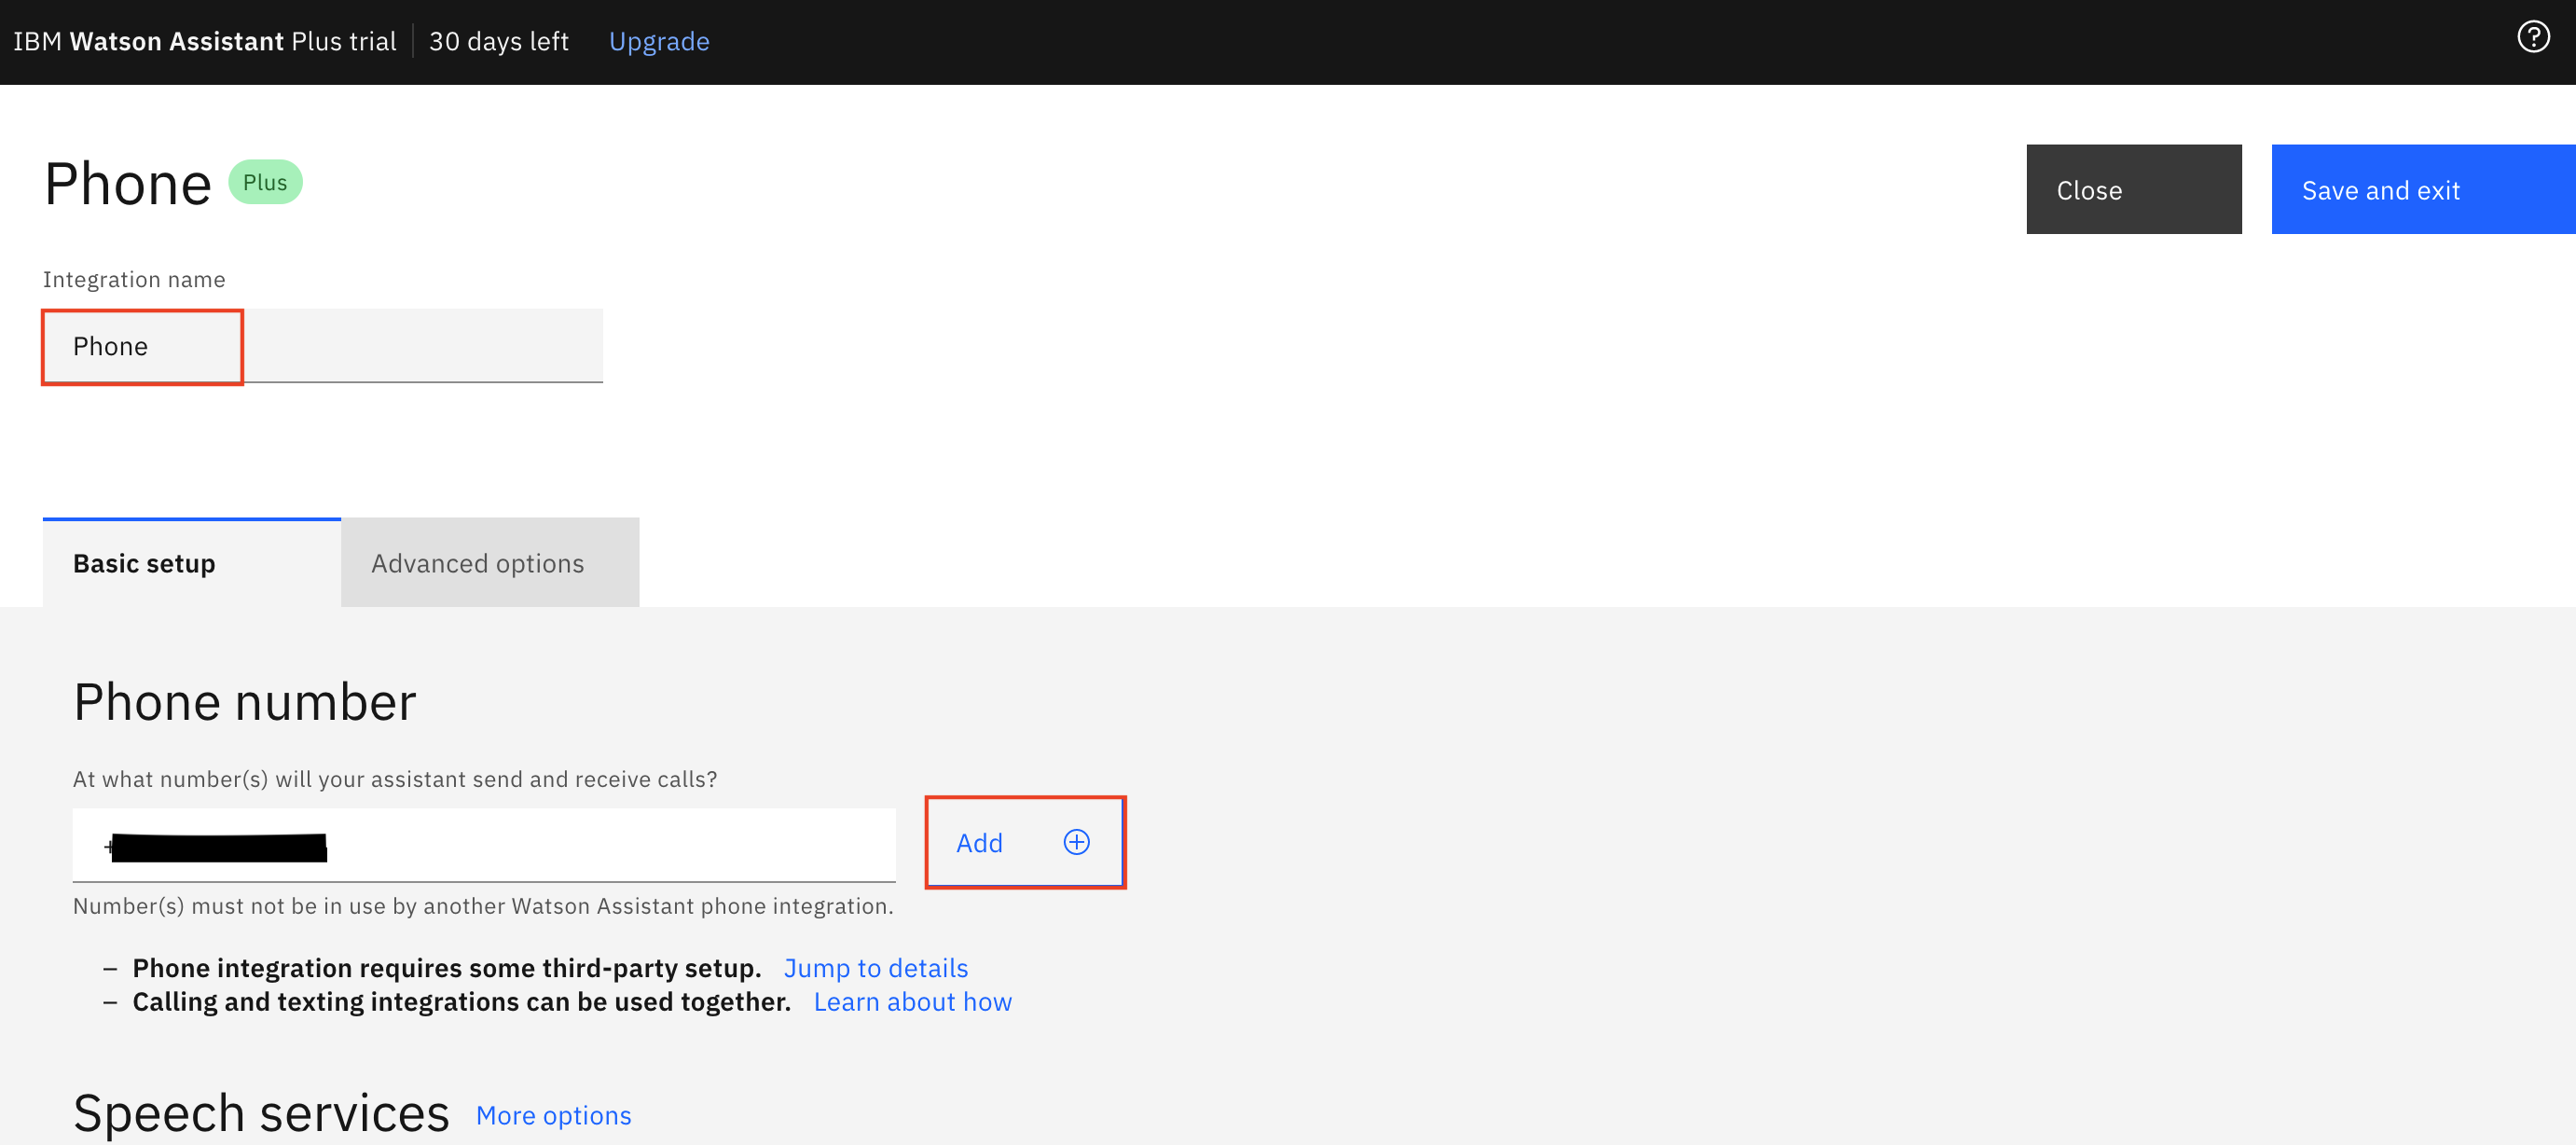 IBM Watson Assistant Plus trial 30 days left Upgrade
Phone Plus
Close Save and exit
Integration name
Phone
Basic setup Advanced options
Phone number
At what number(s) will your assistant send and receive calls?
+
Add
Number(s) must not be in use by another Watson Assistant phone integration.
– Phone integration requires some third-party setup. Jump to details
– Calling and texting integrations can be used together. Learn about how
Speech services More options